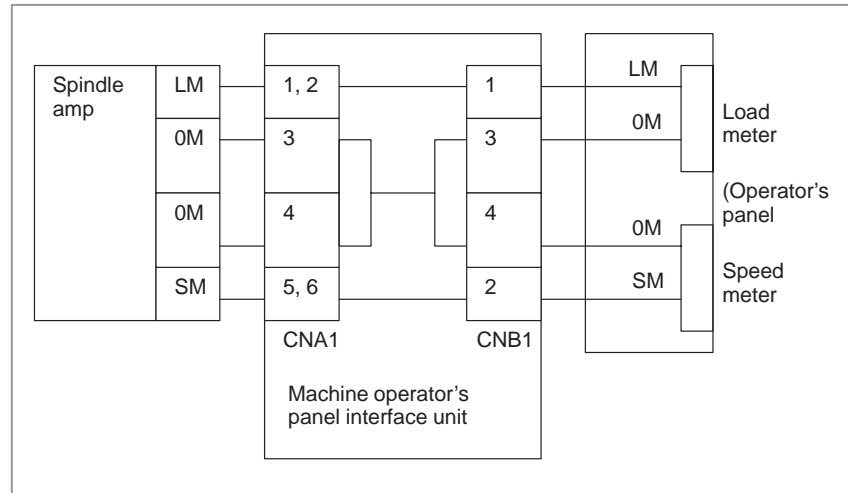 Spindle
amp
LM
0M
0M
SM
1, 2
3
4
5, 6
CNA1
1
3
4
2
CNB1
Machine operator's
panel interface unit
LM
0M
0M
SM
Load
meter
(Operator's
panel
Speed
meter